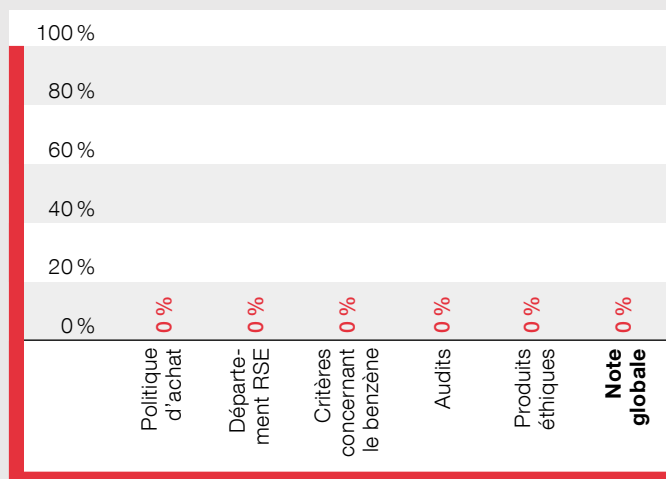 100 %
80 %
60 %
40 %
20 %
0 %
0 %
0 %
0 %
0 %
0 %
0 %
Politique
d'achat
Départe-
ment RSE
Critères
concernant
le benzène
Audits
Produits
éthiques
Note
globale